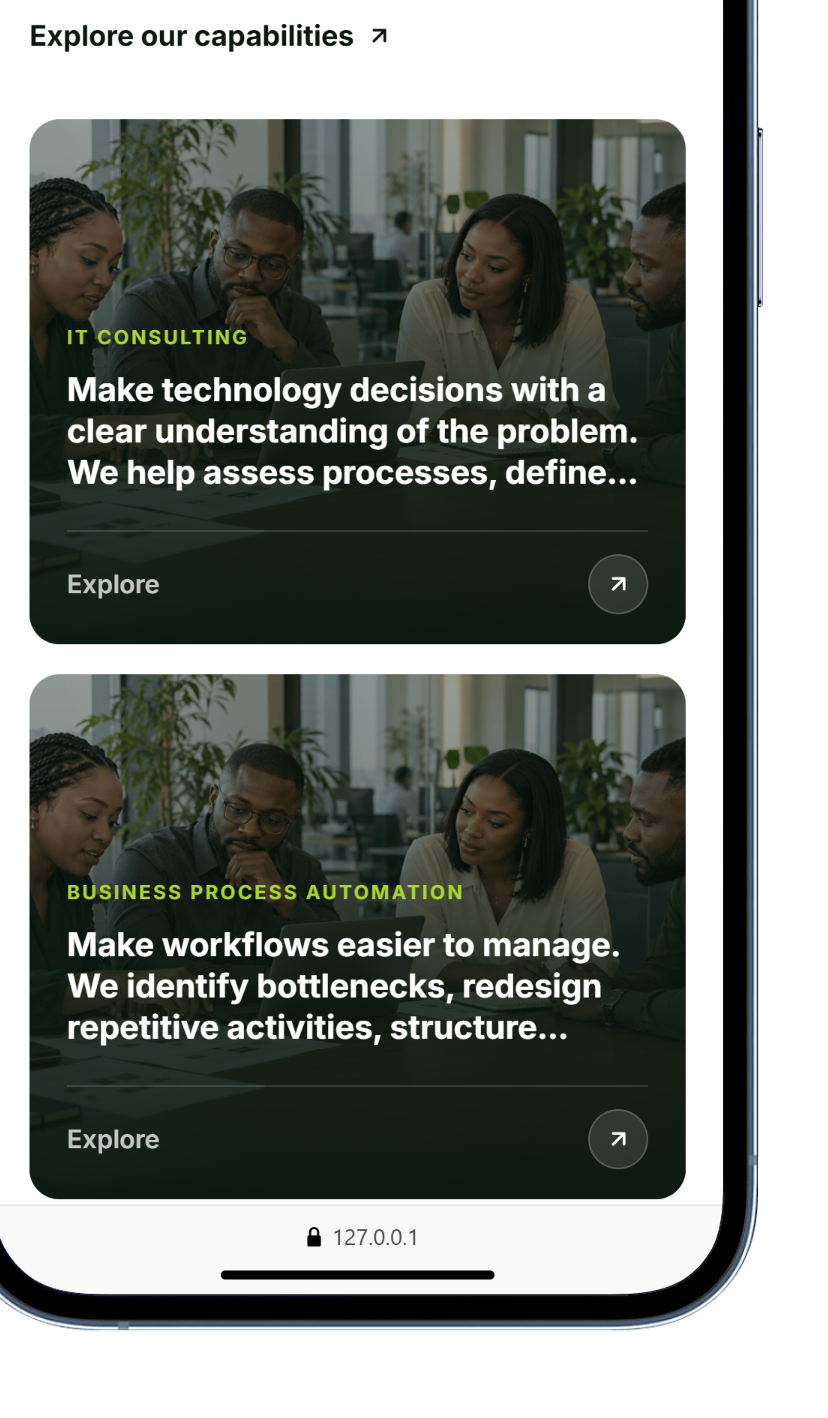 Explore our capabilities
IT CONSULTING
Make technology decisions with a
clear understanding of the problem.
We help assess processes, define...
Explore
BUSINESS PROCESS AUTOMATION
Make workflows easier to manage.
We identify bottlenecks, redesign
repetitive activities, structure...
Explore
127.0.0.1